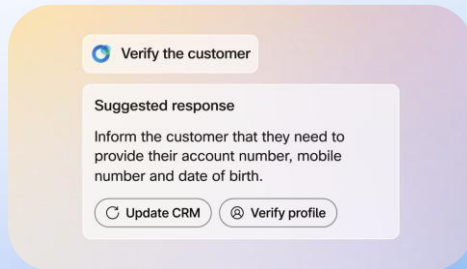 Verify the customer
Suggested response
Inform the customer that they need to
provide their account number, mobile
number and date of birth.
Update CRM
Verify profile